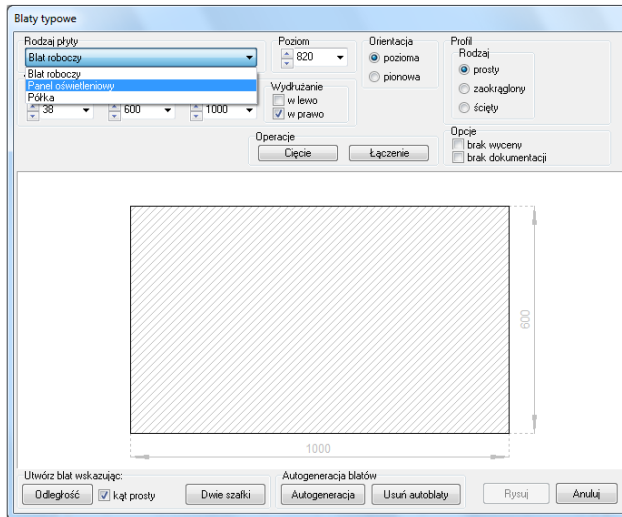 Blaty typowe
Rodzaj płyty
Blat roboczy
Blat roboczy
Panel oświetleniowy
Półka
38 600 1000
Poziom
820
Wydłużanie
w lewo
w prawo
Orientacja
pozioma
pionowa
Profil
Rodzaj
prosty
zaokrąglony
ścięty
Operacje
Cięcie Łączenie
Opcje
brak wyceny
brak dokumentacji
600
1000
Utwórz blat wskazując:
Odległość kąt prosty Dwie szafki
Autogeneracja blatów
Autogeneracja Usuń autoblaty
Rysuj Anuluj